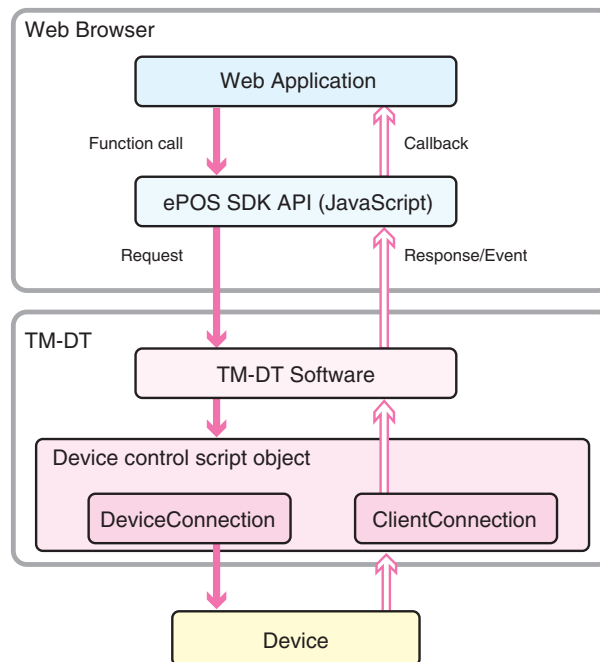 Web Browser
Web Application
Function call
Callback
ePOS SDK API (JavaScript)
Request
Response/Event
TM-DT
TM-DT Software
Device control script object
DeviceConnection
ClientConnection
Device